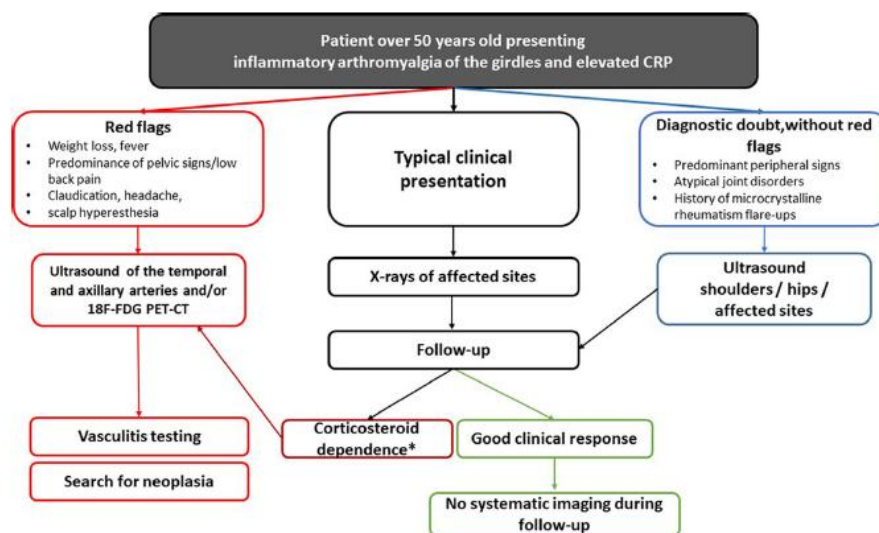 Patient over 50 years old presenting
inflammatory arthromyalgia of the girdles and elevated CRP
Red flags
• Weight loss, fever
• Predominance of pelvic signs/low
back pain
• Claudication, headache,
• scalp hyperesthesia
Typical clinical
presentation
Diagnostic doubt,without red
flags
• Predominant peripheral signs
• Atypical joint disorders
• History of microcrystalline
rheumatism flare-ups
Ultrasound of the temporal
and axillary arteries and/or
18F-FDG PET-CT
X-rays of affected sites
Ultrasound
shoulders / hips /
affected sites
Follow-up
Vasculitis testing
Corticosteroid
dependence*
Good clinical response
Search for neoplasia
No systematic imaging during
follow-up